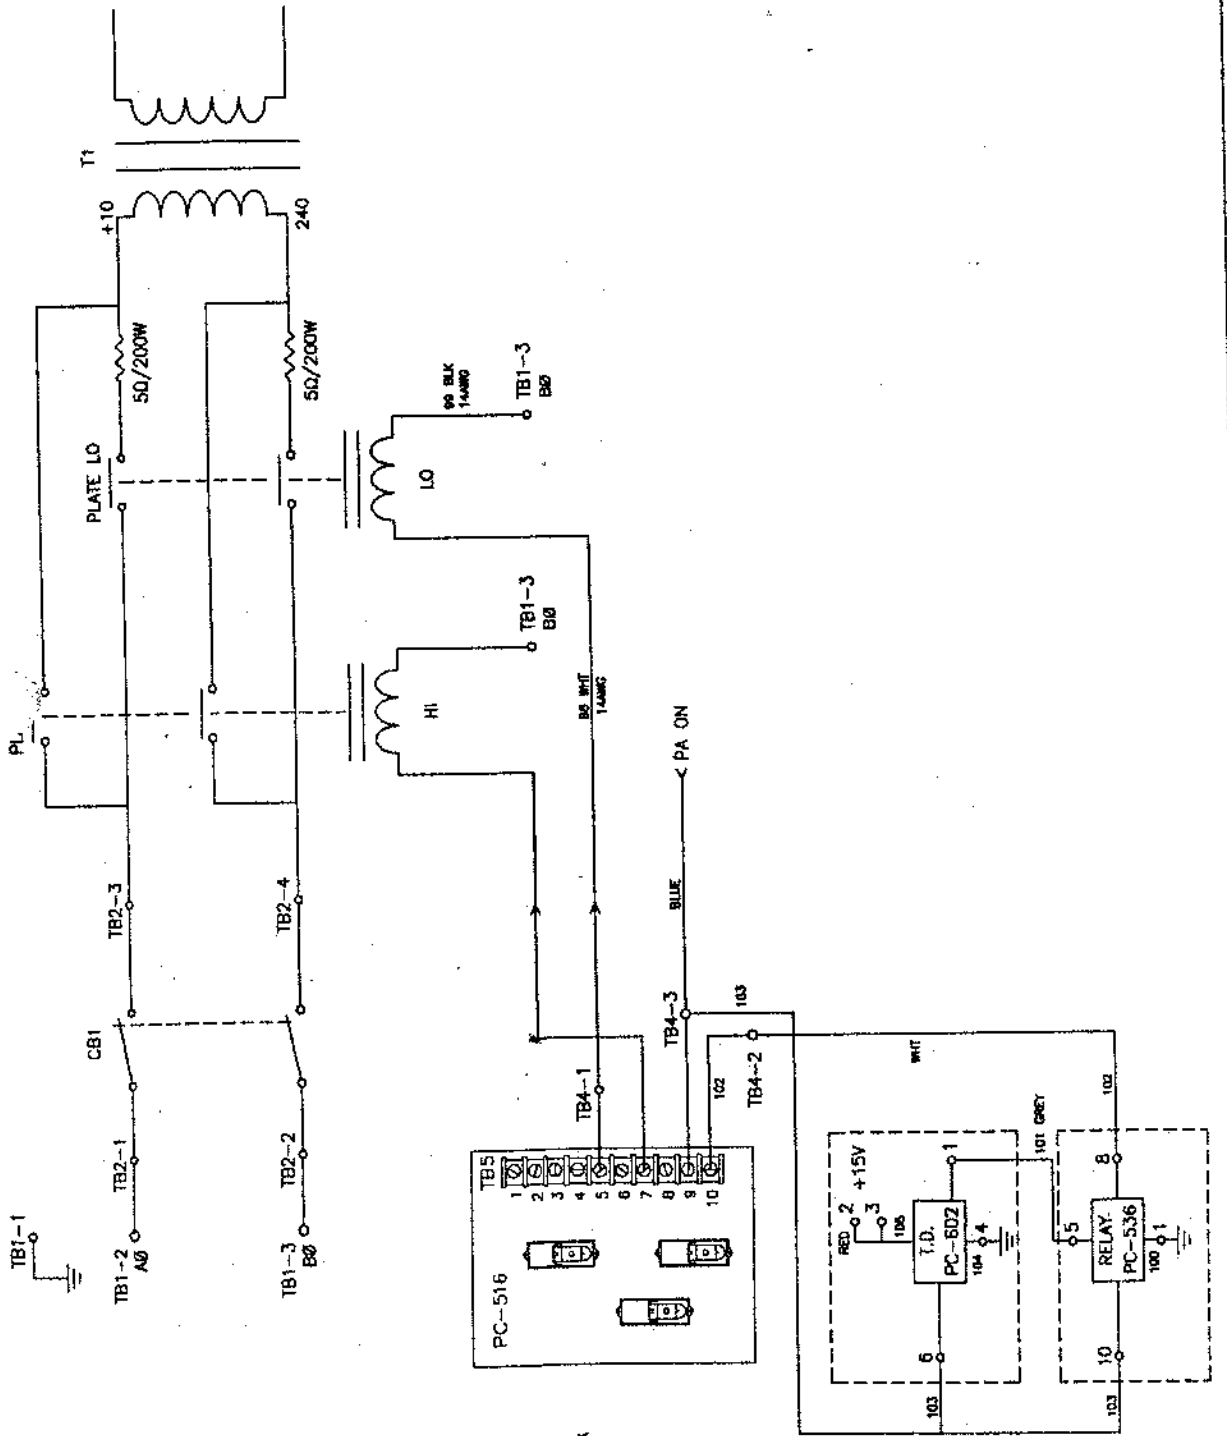 TB1-1
TB1-2
AØ
TB1-3
BØ
TB2-1
TB2-2
CB1
TB2-3
TB2-4
PL
PLATE LO
5Ω/200W
5Ω/200W
+10
240
T1
HI
TB1-3
BØ
LO
99 BLK
14AWG
TB1-3
BØ
WHT
14AWG
PC-516
TB5
1
2
3
4
5
6
7
8
9
10
TB4-1
TB4-3
BLUE
PA ON
102
TB4-2
103
WHT
102
101 GREY
RED
2
+15V
3
106
T.D.
PC-602
1
4
104
6
103
5
8
RELAY
PC-536
1
100
10
103